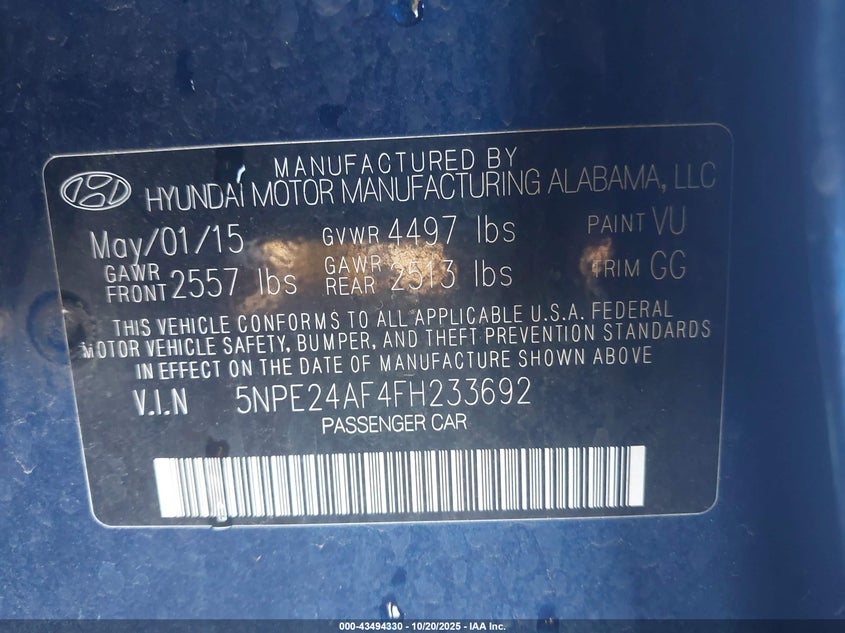 MANUFACTURED BY
HYUNDAI MOTOR MANUFACTURING ALABAMA, LLC
May/01/15 GVWR 4497 lbs PAINT VU
GAWR FRONT 2557 lbs GAWR REAR 2513 lbs TRIM GG
THIS VEHICLE CONFORMS TO ALL APPLICABLE U.S.A. FEDERAL
MOTOR VEHICLE SAFETY, BUMPER, AND THEFT PREVENTION STANDARDS
IN EFFECT ON THE DATE OF MANUFACTURE SHOWN ABOVE
V.I.N 5NPE24AF4FH233692
PASSENGER CAR
000-43494330 - 10/20/2025 - IAA Inc.